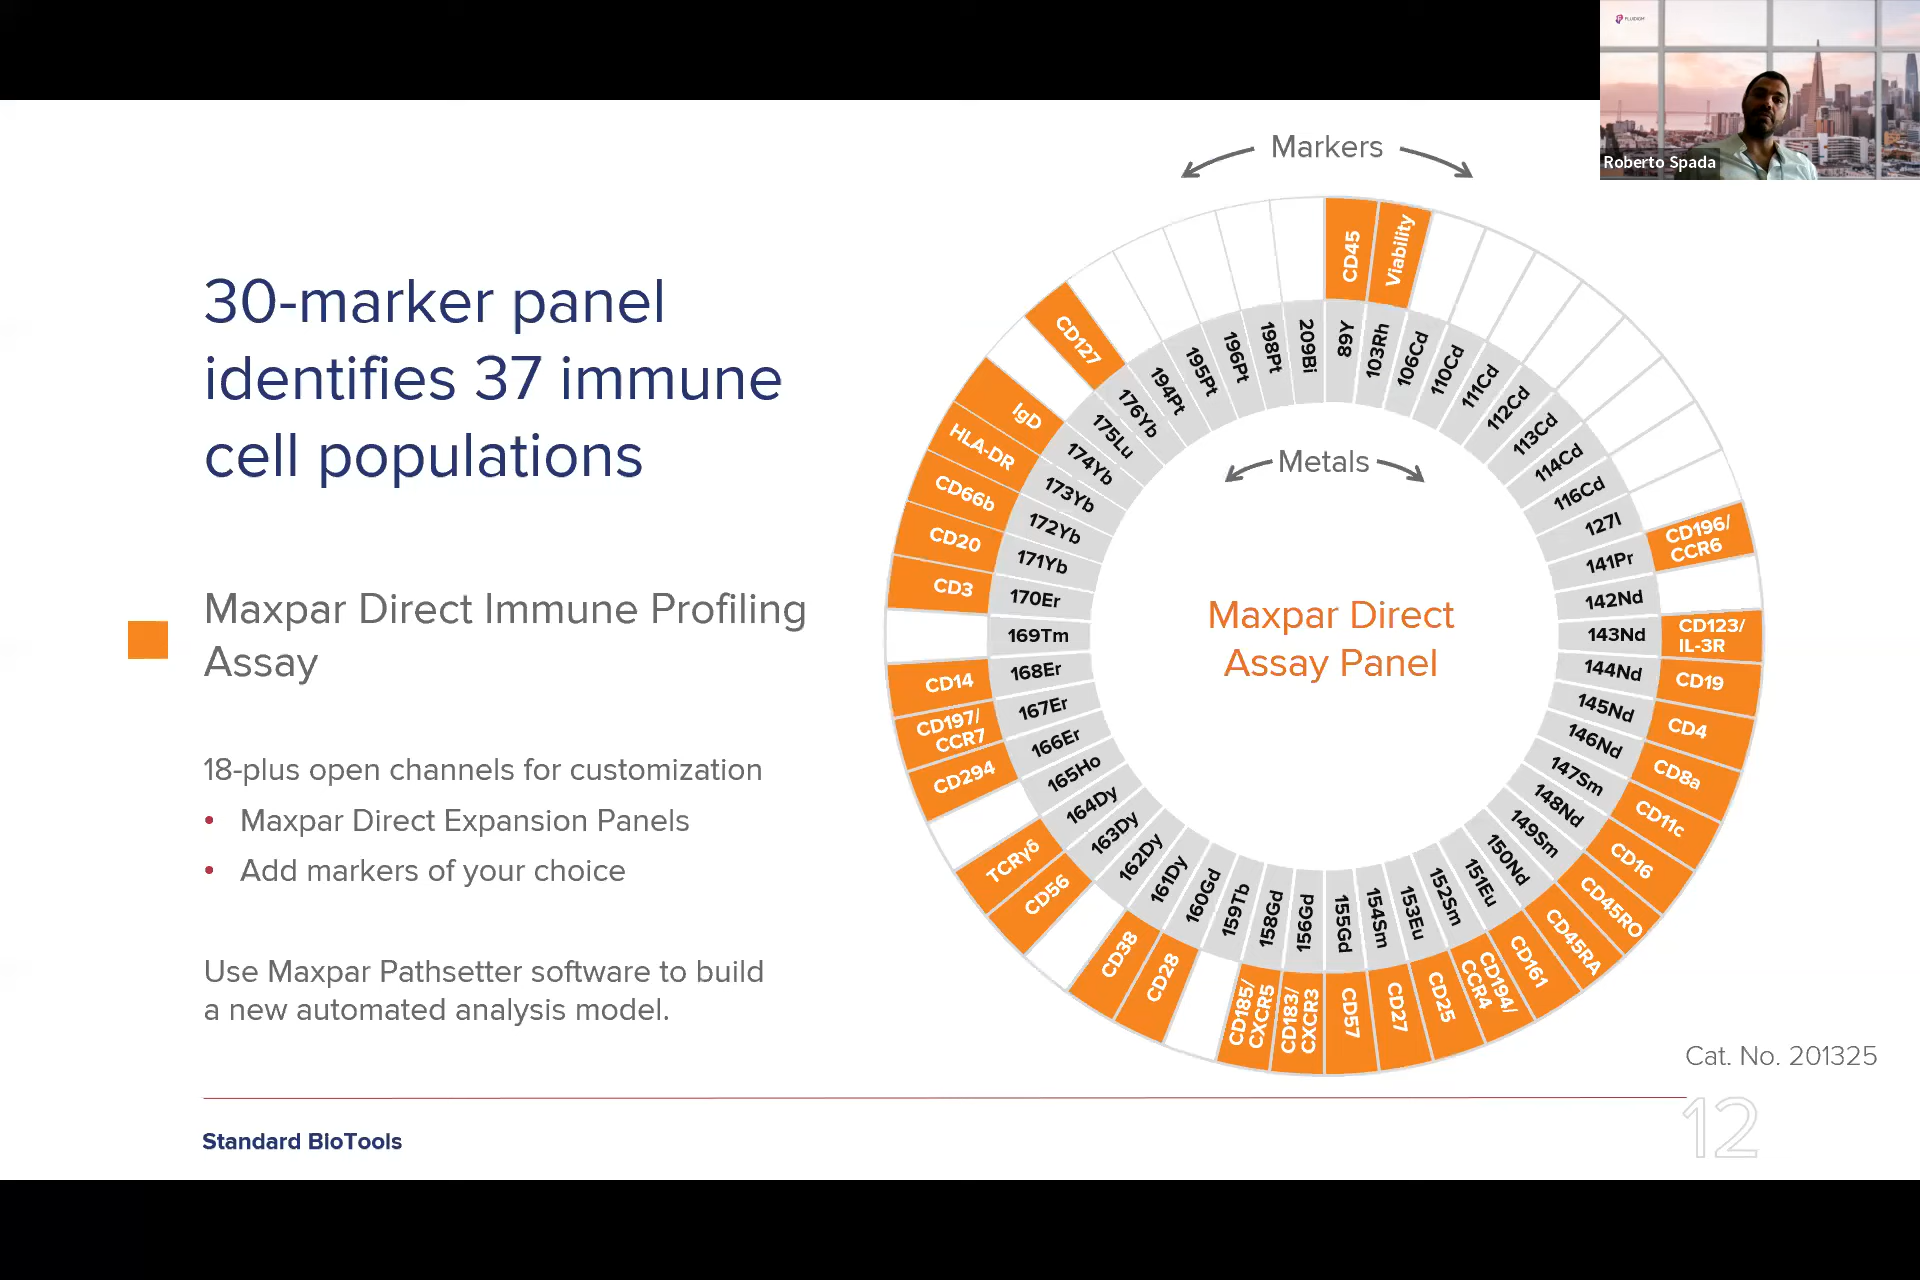 FLUIDIGM
Roberto Spada
30-marker panel
identifies 37 immune
cell populations
Maxpar Direct Immune Profiling
Assay
18-plus open channels for customization
• Maxpar Direct Expansion Panels
• Add markers of your choice
Use Maxpar Pathsetter software to build
a new automated analysis model.
Markers
Metals
Maxpar Direct
Assay Panel
CD45
Viability
CD196/
CCR6
CD123/
IL-3R
CD19
CD4
CD8a
CD11c
CD16
CD45RO
CD45RA
CD161
CD194/
CCR4
CD25
CD27
CD57
CD183/
CXCR3
CD185/
CXCR5
CD28
CD38
CD56
TCRγδ
CD294
CD197/
CCR7
CD14
CD3
CD20
CD66b
HLA-DR
IgD
CD127
89Y
103Rh
106Cd
110Cd
111Cd
112Cd
113Cd
114Cd
116Cd
127I
141Pr
142Nd
143Nd
144Nd
145Nd
146Nd
147Sm
148Nd
149Sm
150Nd
151Eu
152Sm
153Eu
154Sm
155Gd
156Gd
158Gd
159Tb
160Gd
161Dy
162Dy
163Dy
164Dy
165Ho
166Er
167Er
168Er
169Tm
170Er
171Yb
172Yb
173Yb
174Yb
175Lu
176Yb
194Pt
195Pt
196Pt
198Pt
209Bi
Cat. No. 201325
Standard BioTools
12